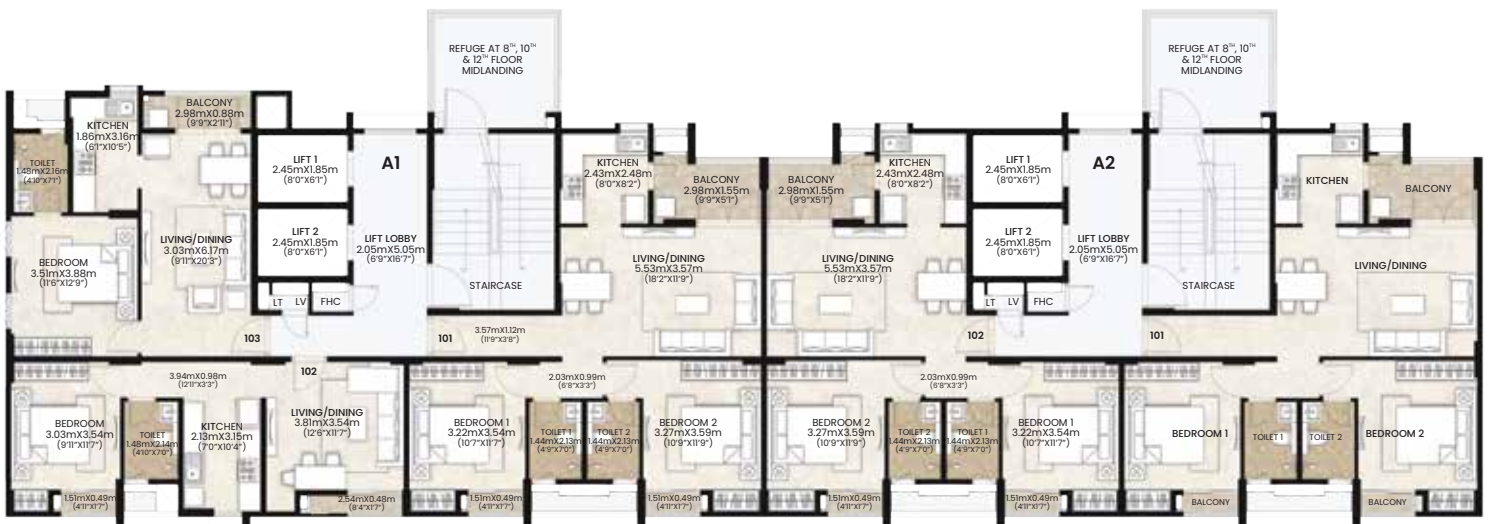 REFUGE AT 8TH, 10TH
& 12TH FLOOR
MIDLANDING
REFUGE AT 8TH, 10TH
& 12TH FLOOR
MIDLANDING
BALCONY
2.98mX0.88m
(9'9"X2'11")
KITCHEN
1.86mX3.16m
(6'1"X10'5")
TOILET
1.48mX2.16m
(4'10"X7'1")
LIFT 1
2.45mX1.85m
(8'0"X6'1")
A1
KITCHEN
2.43mX2.48m
(8'0"X8'2")
BALCONY
2.98mX1.55m
(9'9"X5'1")
BALCONY
2.98mX1.55m
(9'9"X5'1")
KITCHEN
2.43mX2.48m
(8'0"X8'2")
LIFT 1
2.45mX1.85m
(8'0"X6'1")
A2
KITCHEN
BALCONY
BEDROOM
3.51mX3.88m
(11'6"X12'9")
LIVING/DINING
3.03mX6.17m
(9'11"X20'3")
LIFT 2
2.45mX1.85m
(8'0"X6'1")
LIFT LOBBY
2.05mX5.05m
(6'9"X16'7")
STAIRCASE
LIVING/DINING
5.53mX3.57m
(18'2"X11'9")
LIVING/DINING
5.53mX3.57m
(18'2"X11'9")
LIFT 2
2.45mX1.85m
(8'0"X6'1")
LIFT LOBBY
2.05mX5.05m
(6'9"X16'7")
STAIRCASE
LIVING/DINING
LT LV FHC
LT LV FHC
103
101
3.57mX1.12m
(11'9"X3'8")
102
101
3.94mX0.98m
(12'11"X3'3")
102
2.03mX0.99m
(6'8"X3'3")
2.03mX0.99m
(6'8"X3'3")
BEDROOM
3.03mX3.54m
(9'11"X11'7")
TOILET
1.48mX2.14m
(4'10"X7'0")
KITCHEN
2.13mX3.15m
(7'0"X10'4")
LIVING/DINING
3.81mX3.54m
(12'6"X11'7")
BEDROOM 1
3.22mX3.54m
(10'7"X11'7")
TOILET 1
1.44mX2.13m
(4'9"X7'0")
TOILET 2
1.44mX2.13m
(4'9"X7'0")
BEDROOM 2
3.27mX3.59m
(10'9"X11'9")
BEDROOM 2
3.27mX3.59m
(10'9"X11'9")
TOILET 2
1.44mX2.13m
(4'9"X7'0")
TOILET 1
1.44mX2.13m
(4'9"X7'0")
BEDROOM 1
3.22mX3.54m
(10'7"X11'7")
BEDROOM 1
TOILET 1
TOILET 2
BEDROOM 2
1.51mX0.49m
(4'11"X1'7")
2.54mX0.48m
(8'4"X1'7")
1.51mX0.49m
(4'11"X1'7")
1.51mX0.49m
(4'11"X1'7")
1.51mX0.49m
(4'11"X1'7")
1.51mX0.49m
(4'11"X1'7")
BALCONY
BALCONY